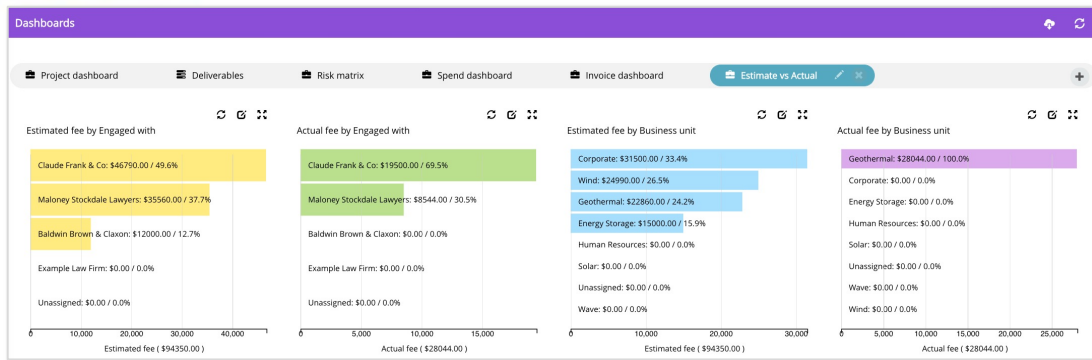 Dashboards
Project dashboard
Deliverables
Risk matrix
Spend dashboard
Invoice dashboard
Estimate vs Actual
Estimated fee by Engaged with
Claude Frank & Co: $46790.00 / 49.6%
Maloney Stockdale Lawyers: $35560.00 / 37.7%
Baldwin Brown & Claxon: $12000.00 / 12.7%
Example Law Firm: $0.00 / 0.0%
Unassigned: $0.00 / 0.0%
0 10,000 20,000 30,000 40,000
Estimated fee ( $94350.00 )
Actual fee by Engaged with
Claude Frank & Co: $19500.00 / 69.5%
Maloney Stockdale Lawyers: $8544.00 / 30.5%
Baldwin Brown & Claxon: $0.00 / 0.0%
Example Law Firm: $0.00 / 0.0%
Unassigned: $0.00 / 0.0%
0 5,000 10,000 15,000
Actual fee ( $28044.00 )
Estimated fee by Business unit
Corporate: $31500.00 / 33.4%
Wind: $24990.00 / 26.5%
Geothermal: $22860.00 / 24.2%
Energy Storage: $15000.00 / 15.9%
Human Resources: $0.00 / 0.0%
Solar: $0.00 / 0.0%
Unassigned: $0.00 / 0.0%
Wave: $0.00 / 0.0%
0 10,000 20,000 30,000
Estimated fee ( $94350.00 )
Actual fee by Business unit
Geothermal: $28044.00 / 100.0%
Corporate: $0.00 / 0.0%
Energy Storage: $0.00 / 0.0%
Human Resources: $0.00 / 0.0%
Solar: $0.00 / 0.0%
Unassigned: $0.00 / 0.0%
Wave: $0.00 / 0.0%
Wind: $0.00 / 0.0%
0 5,000 10,000 15,000 20,000 25,000
Actual fee ( $28044.00 )